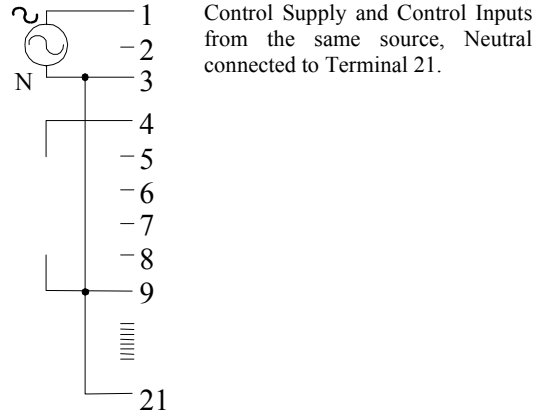 1
2
N 3
4
5
6
7
8
9
21
Control Supply and Control Inputs
from the same source, Neutral
connected to Terminal 21.